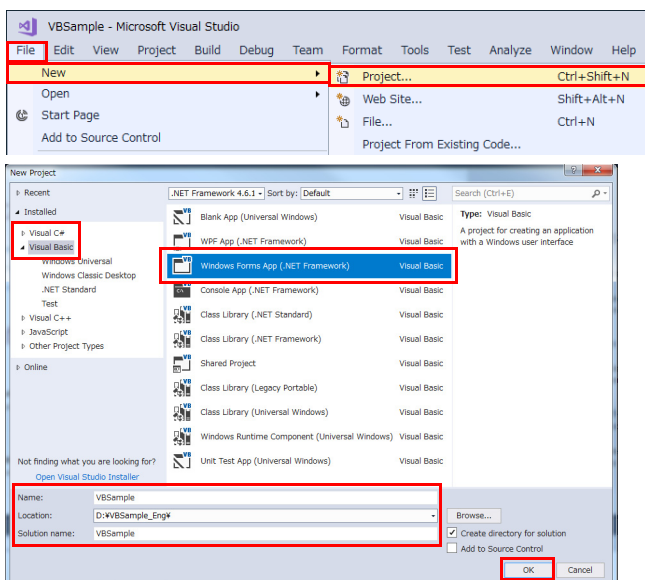 VBSample - Microsoft Visual Studio
File Edit View Project Build Debug Team Format Tools Test Analyze Window Help
New Project... Ctrl+Shift+N
Open Web Site... Shift+Alt+N
Start Page File... Ctrl+N
Add to Source Control Project From Existing Code...
New Project
Recent .NET Framework 4.6.1 Sort by: Default Search (Ctrl+E)
Installed
Blank App (Universal Windows) Visual Basic Type: Visual Basic
Visual C# A project for creating an application
Visual Basic WPF App (.NET Framework) Visual Basic with a Windows user interface
Windows Universal
Windows Forms App (.NET Framework) Visual Basic
Windows Classic Desktop
.NET Standard Console App (.NET Framework) Visual Basic
Test
Visual C++ Class Library (.NET Standard) Visual Basic
JavaScript
Other Project Types Class Library (.NET Framework) Visual Basic
Online Shared Project Visual Basic
Class Library (Legacy Portable) Visual Basic
Class Library (Universal Windows) Visual Basic
Windows Runtime Component (Universal Windows) Visual Basic
Not finding what you are looking for? Unit Test App (Universal Windows) Visual Basic
Open Visual Studio Installer
Name: VBSample
Location: D:¥VBSample_Eng¥ Browse...
Solution name: VBSample Create directory for solution
Add to Source Control
OK Cancel